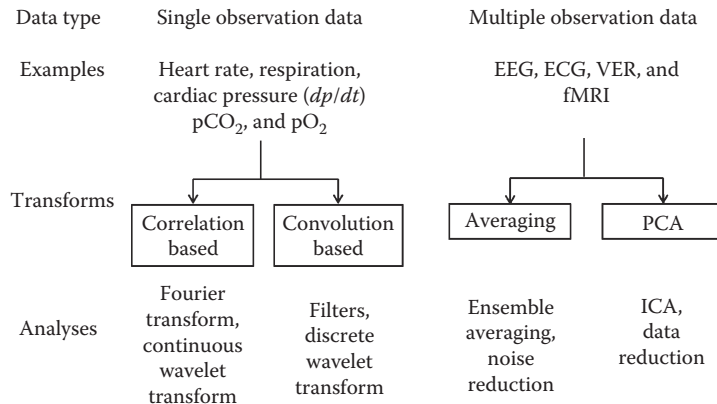 Data type Single observation data Multiple observation data
Examples Heart rate, respiration, EEG, ECG, VER, and
cardiac pressure (dp/dt) fMRI
pCO₂, and pO₂
Transforms
Correlation Convolution Averaging PCA
based based
Analyses
Fourier
transform,
continuous
wavelet
transform
Filters,
discrete
wavelet
transform
Ensemble
averaging,
noise
reduction
ICA,
data
reduction